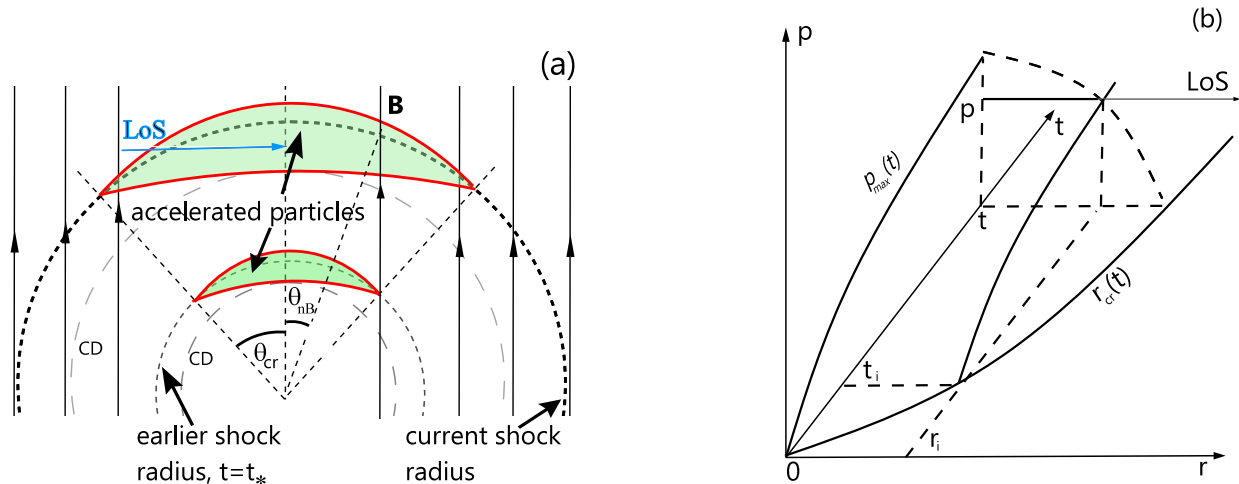 (a)
B
LoS
accelerated particles
θnB
θcr
CD
CD
earlier shock
radius, t=t*
current shock
radius
(b)
p
LoS
p
t
pmax(t)
t
rcr(t)
ti
ri
0
r